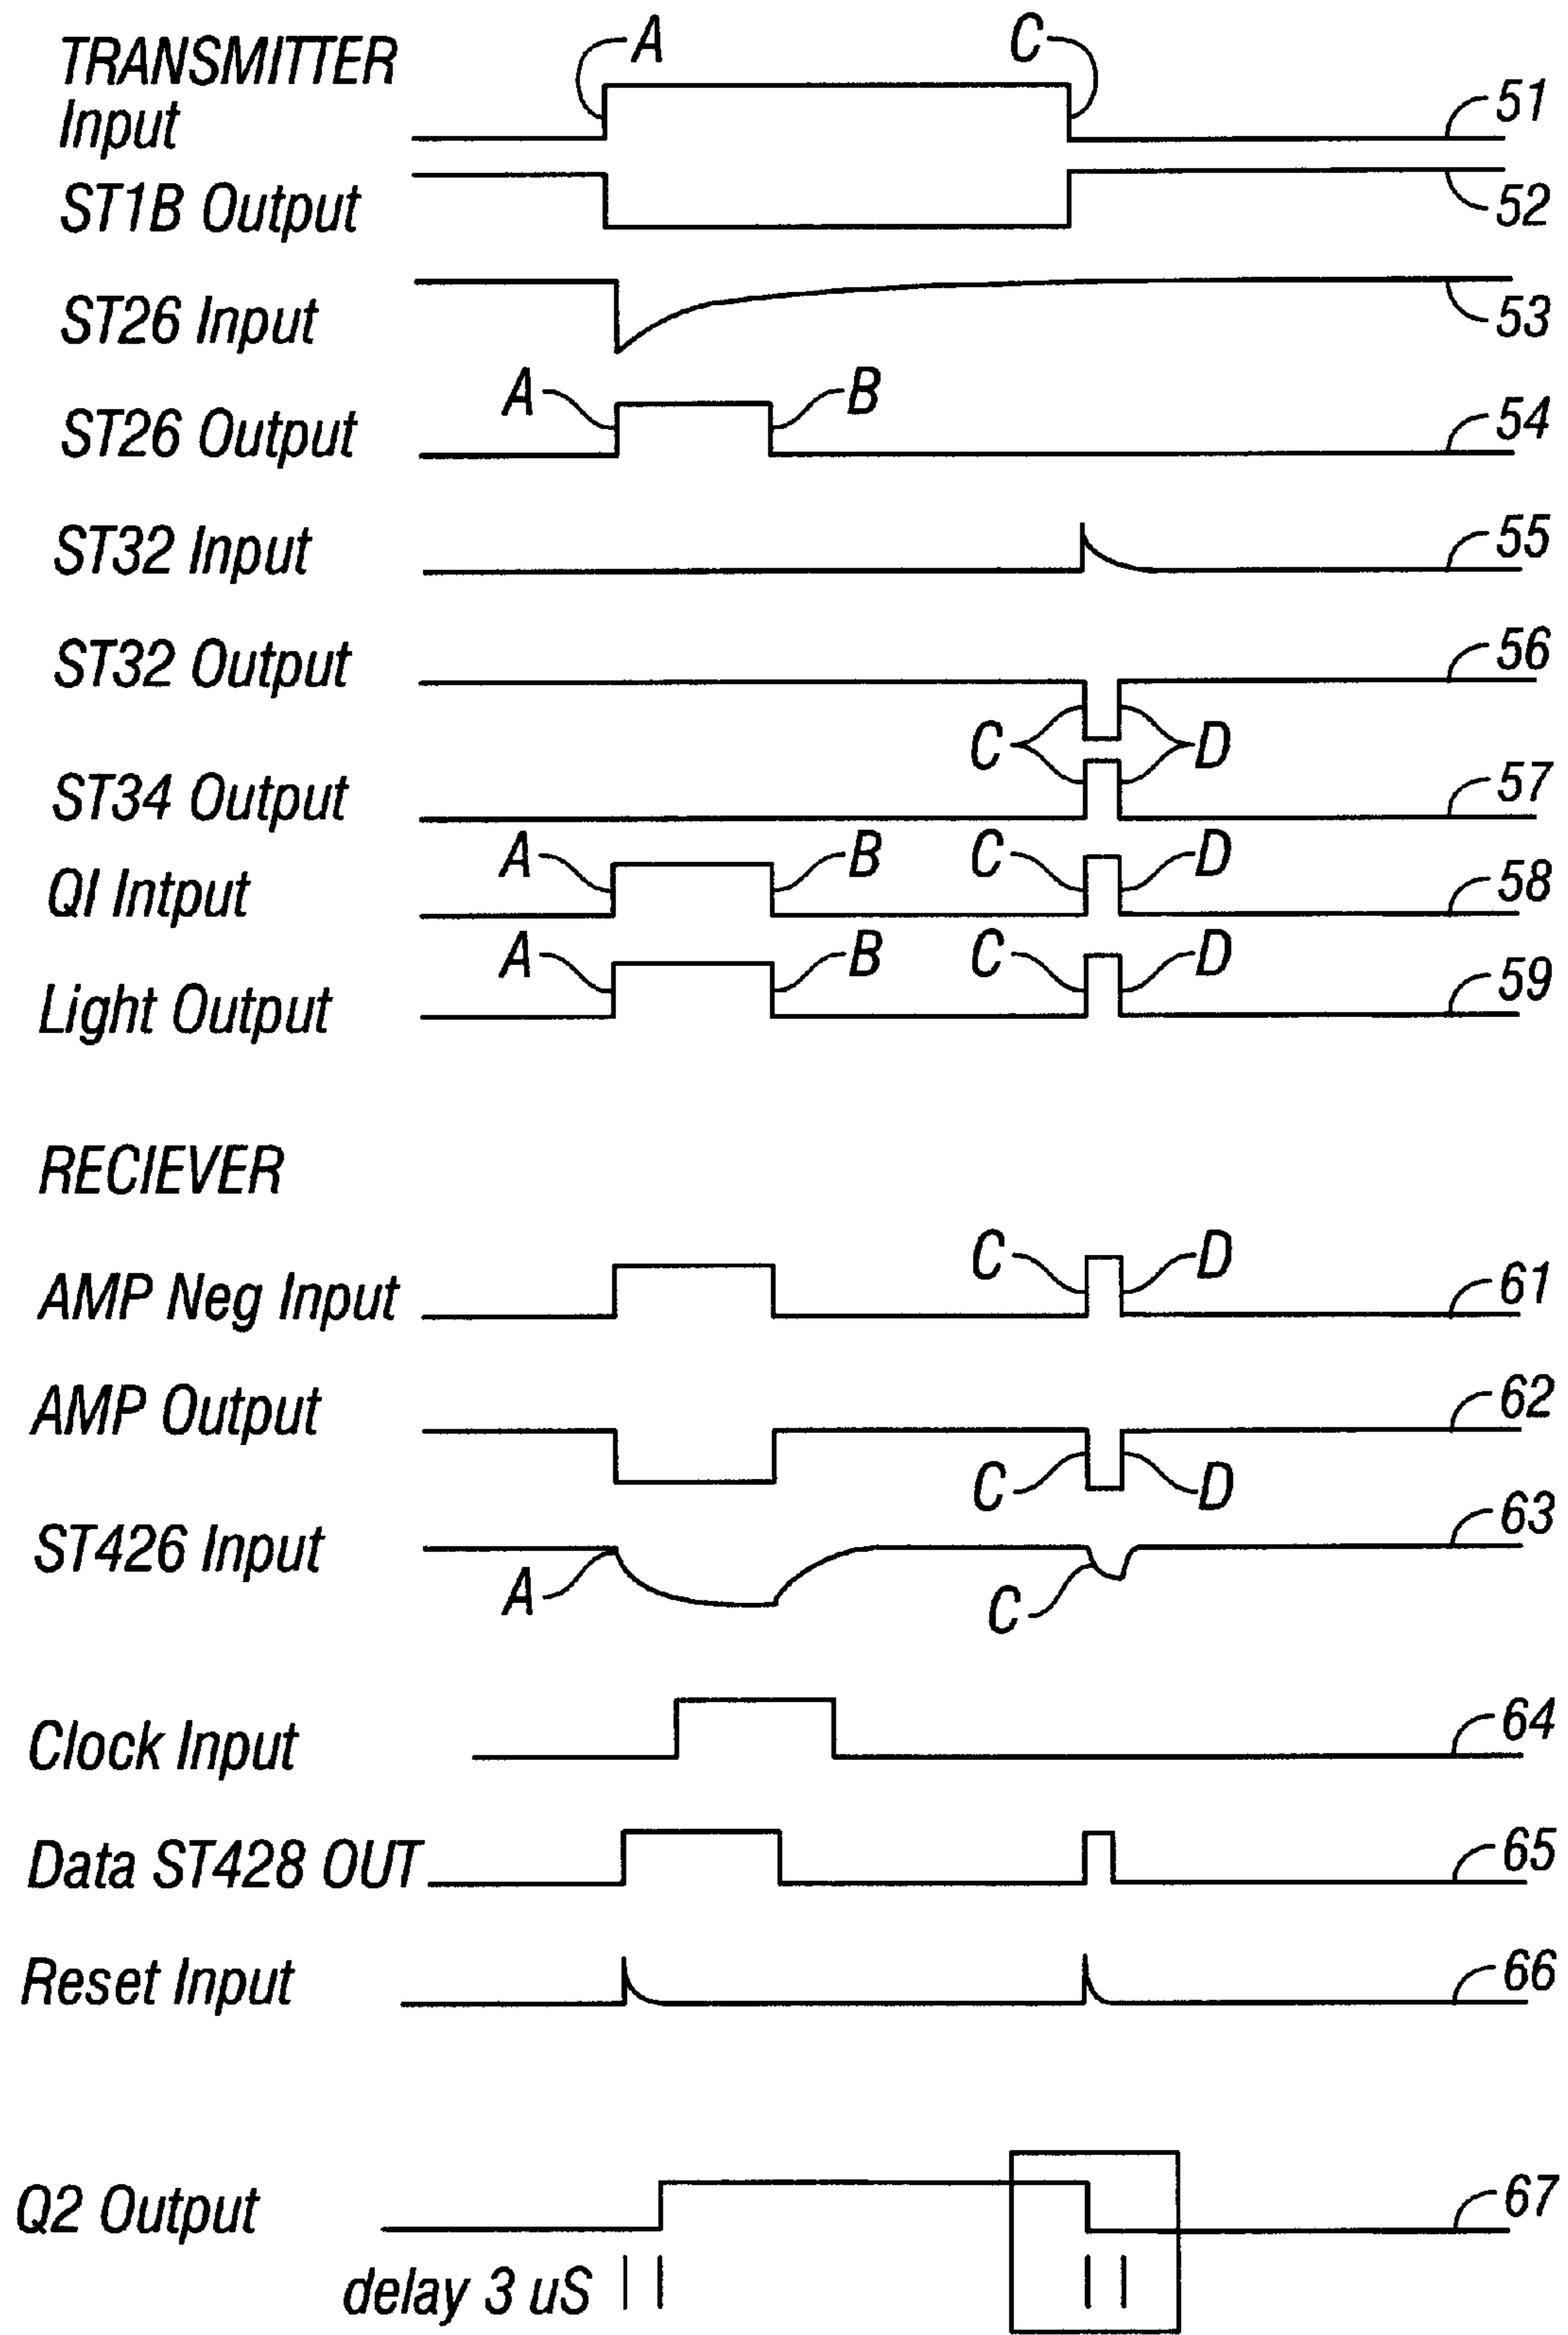 TRANSMITTER
Input
A
C
51
ST1B Output
52
ST26 Input
53
ST26 Output
A
B
54
ST32 Input
55
ST32 Output
56
C
D
ST34 Output
57
QI Intput
A
B
C
D
58
Light Output
A
B
C
D
59
RECIEVER
AMP Neg Input
C
D
61
AMP Output
C
D
62
ST426 Input
A
C
63
Clock Input
64
Data ST428 OUT
65
Reset Input
66
Q2 Output
67
delay 3 uS